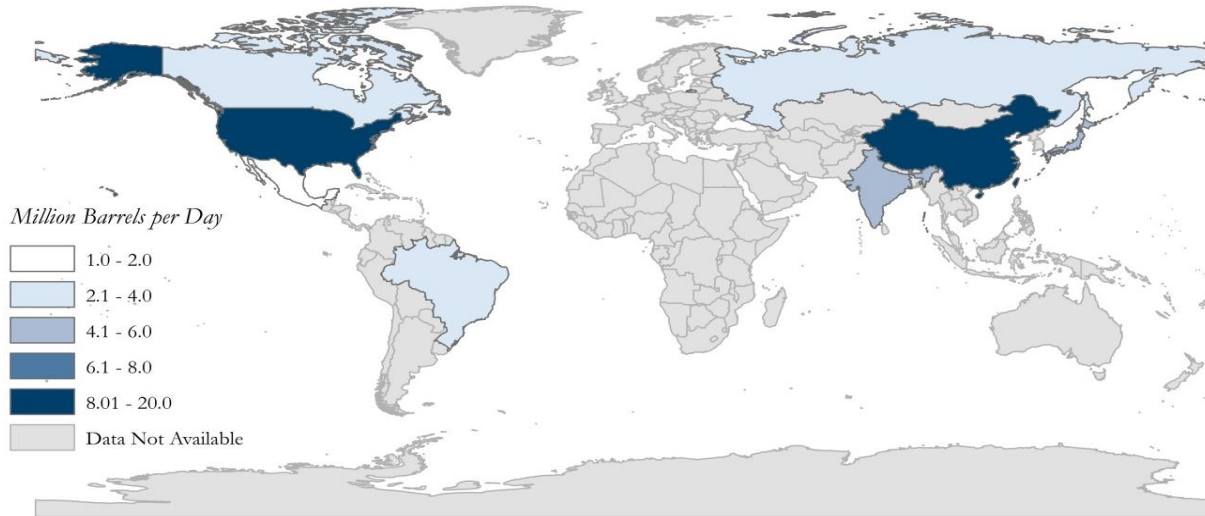 Million Barrels per Day
1.0 - 2.0
2.1 - 4.0
4.1 - 6.0
6.1 - 8.0
8.01 - 20.0
Data Not Available